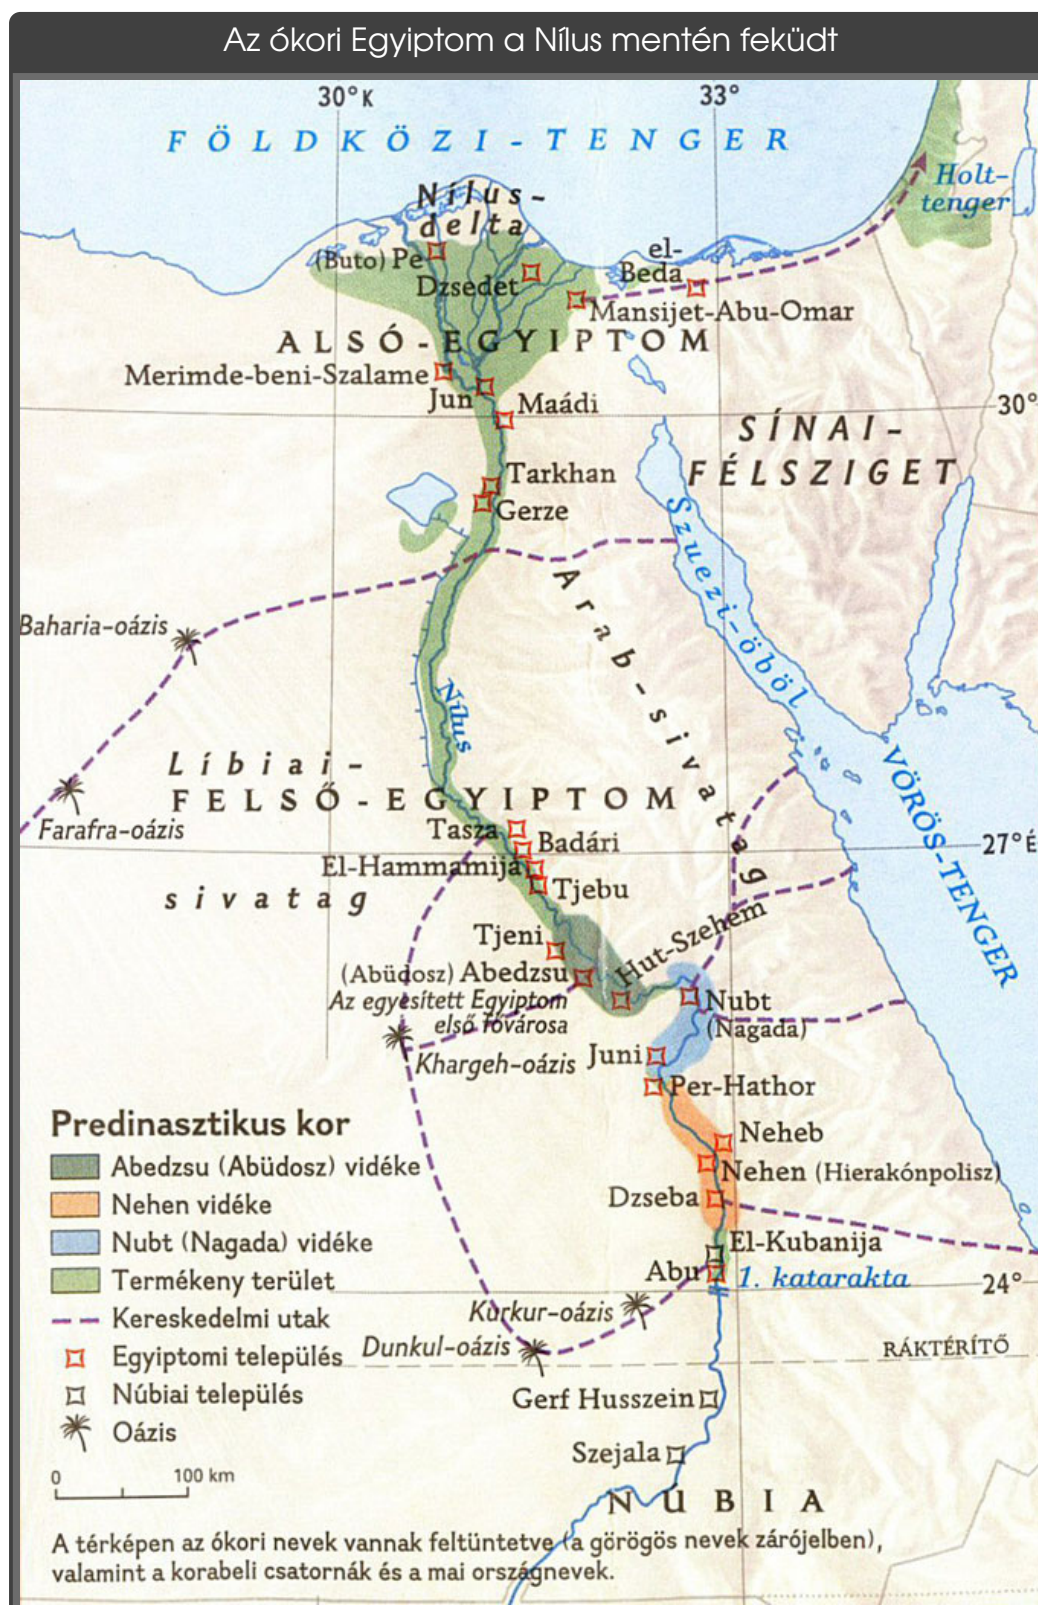 Az ókori Egyiptom a Nílus mentén feküdt
30° K
33°
FÖLDKÖZI-TENGER
Nílus-
delta
Holt-
tenger
(Buto) Pe
Dzsedet
el-
Beda
Mansijet-Abu-Omar
ALSÓ-EGYIPTOM
Merimde-beni-Szalame
Jun
Maádi
30°
SÍNAI-
FÉLSZIGET
Tarkhan
Gerze
Szuezi-öböl
Arab-sivatag
Baharia-oázis
Nílus
Líbiai-
sivatag
FELSŐ-EGYIPTOM
VÖRÖS-TENGER
Farafra-oázis
Tasza
Badári
27° É
El-Hammamija
Tjebu
Tjeni
Hut-Szehem
(Abüdosz) Abedzsu
Az egyesített Egyiptom
első fővárosa
Nubt
(Nagada)
Khargeh-oázis
Juni
Per-Hathor
Neheb
Nehen (Hierakónpolisz)
Dzseba
El-Kubanija
Abu
1. katarakta
24°
Kurkur-oázis
Dunkul-oázis
RÁKTÉRÍTŐ
Gerf Husszein
Szejala
NÚBIA
Predinasztikus kor
Abedzsu (Abüdosz) vidéke
Nehen vidéke
Nubt (Nagada) vidéke
Termékeny terület
Kereskedelmi utak
Egyiptomi település
Núbiai település
Oázis
0
100 km
A térképen az ókori nevek vannak feltüntetve (a görögös nevek zárójelben),
valamint a korabeli csatornák és a mai országnevek.